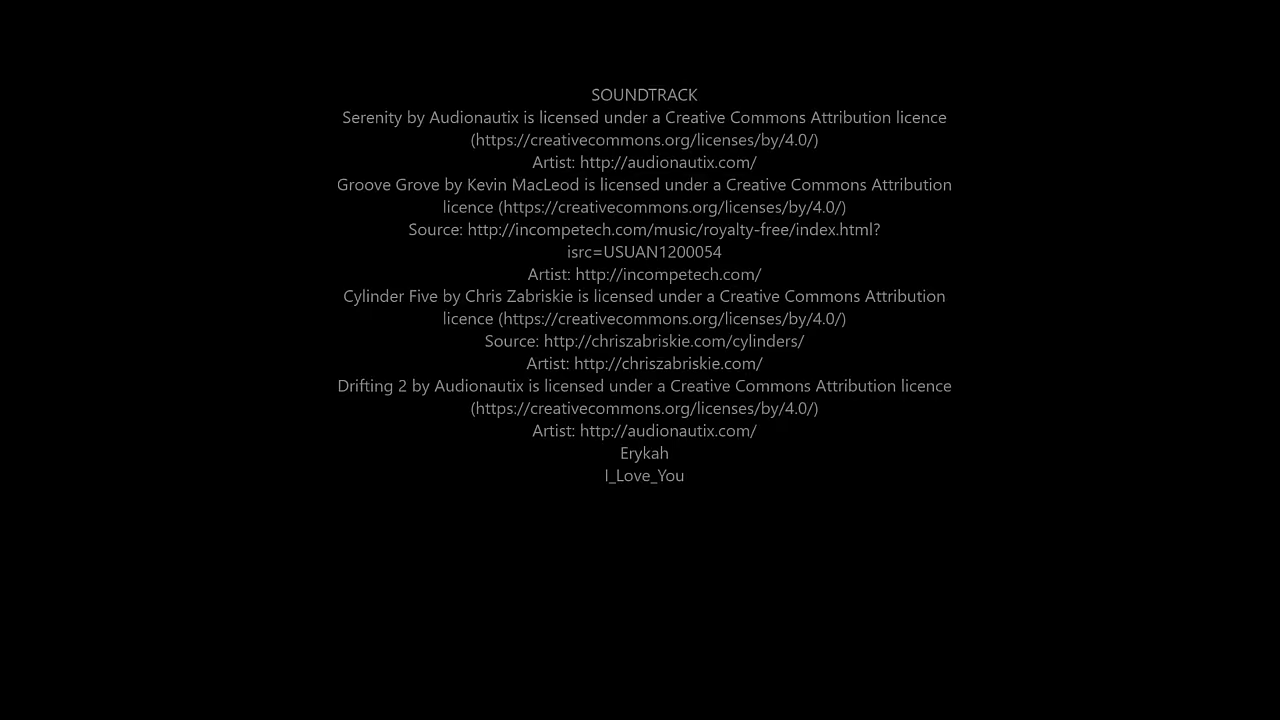 SOUNDTRACK
Serenity by Audionautix is licensed under a Creative Commons Attribution licence
(https://creativecommons.org/licenses/by/4.0/)
Artist: http://audionautix.com/
Groove Grove by Kevin MacLeod is licensed under a Creative Commons Attribution
licence (https://creativecommons.org/licenses/by/4.0/)
Source: http://incompetech.com/music/royalty-free/index.html?
isrc=USUAN1200054
Artist: http://incompetech.com/
Cylinder Five by Chris Zabriskie is licensed under a Creative Commons Attribution
licence (https://creativecommons.org/licenses/by/4.0/)
Source: http://chriszabriskie.com/cylinders/
Artist: http://chriszabriskie.com/
Drifting 2 by Audionautix is licensed under a Creative Commons Attribution licence
(https://creativecommons.org/licenses/by/4.0/)
Artist: http://audionautix.com/
Erykah
I_Love_You